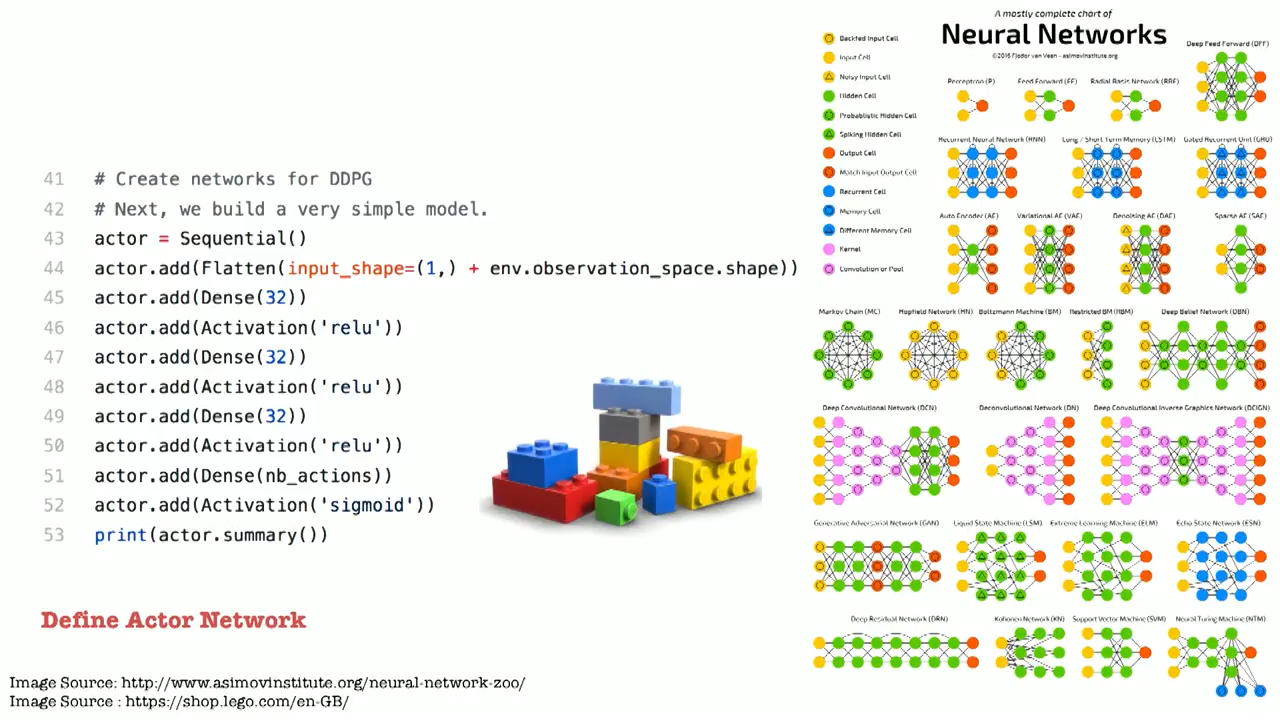 41 # Create networks for DDPG
42 # Next, we build a very simple model.
43 actor = Sequential()
44 actor.add(Flatten(input_shape=(1,) + env.observation_space.shape))
45 actor.add(Dense(32))
46 actor.add(Activation('relu'))
47 actor.add(Dense(32))
48 actor.add(Activation('relu'))
49 actor.add(Dense(32))
50 actor.add(Activation('relu'))
51 actor.add(Dense(nb_actions))
52 actor.add(Activation('sigmoid'))
53 print(actor.summary())
Define Actor Network
Image Source: http://www.asimovinstitute.org/neural-network-zoo/
Image Source : https://shop.lego.com/en-GB/
A mostly complete chart of
Neural Networks
©2016 Fjodor van Veen - asimovinstitute.org
Backfed Input Cell
Input Cell
Noisy Input Cell
Hidden Cell
Probablistic Hidden Cell
Spiking Hidden Cell
Output Cell
Match Input Output Cell
Recurrent Cell
Memory Cell
Different Memory Cell
Kernel
Convolution or Pool
Deep Feed Forward (DFF)
Perceptron (P) Feed Forward (FF) Radial Basis Network (RBF)
Recurrent Neural Network (RNN) Long / Short Term Memory (LSTM) Gated Recurrent Unit (GRU)
Auto Encoder (AE) Variational AE (VAE) Denoising AE (DAE) Sparse AE (SAE)
Markov Chain (MC) Hopfield Network (HN) Boltzmann Machine (BM) Restricted BM (RBM) Deep Belief Network (DBN)
Deep Convolutional Network (DCN) Deconvolutional Network (DN) Deep Convolutional Inverse Graphics Network (DCIGN)
Generative Adversarial Network (GAN) Liquid State Machine (LSM) Extreme Learning Machine (ELM) Echo State Network (ESN)
Deep Residual Network (DRN) Kohonen Network (KN) Support Vector Machine (SVM) Neural Turing Machine (NTM)